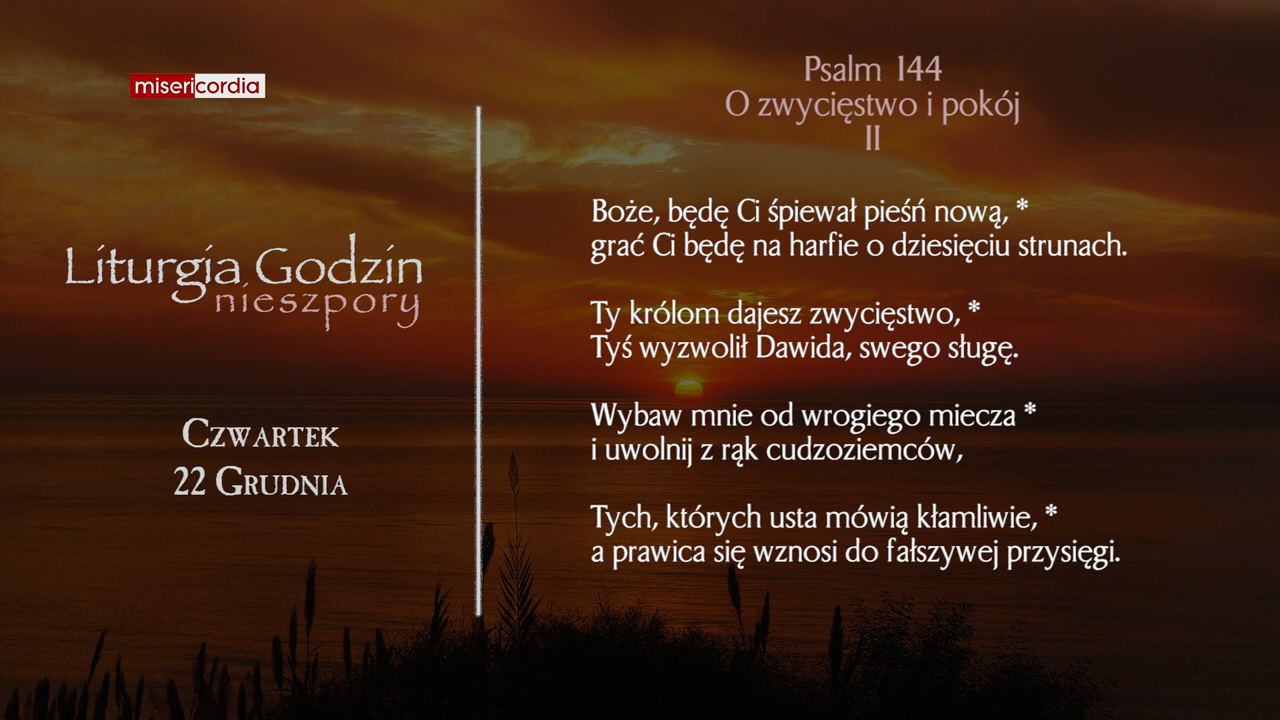 misericordia
Liturgia Godzin
nieszpory
Czwartek
22 Grudnia
Psalm 144
O zwycięstwo i pokój
II
Boże, będę Ci śpiewał pieśń nową, *
grać Ci będę na harfie o dziesięciu strunach.
Ty królom dajesz zwycięstwo, *
Tyś wyzwolił Dawida, swego sługę.
Wybaw mnie od wrogiego miecza *
i uwolnij z rąk cudzoziemców,
Tych, których usta mówią kłamliwie, *
a prawica się wznosi do fałszywej przysięgi.